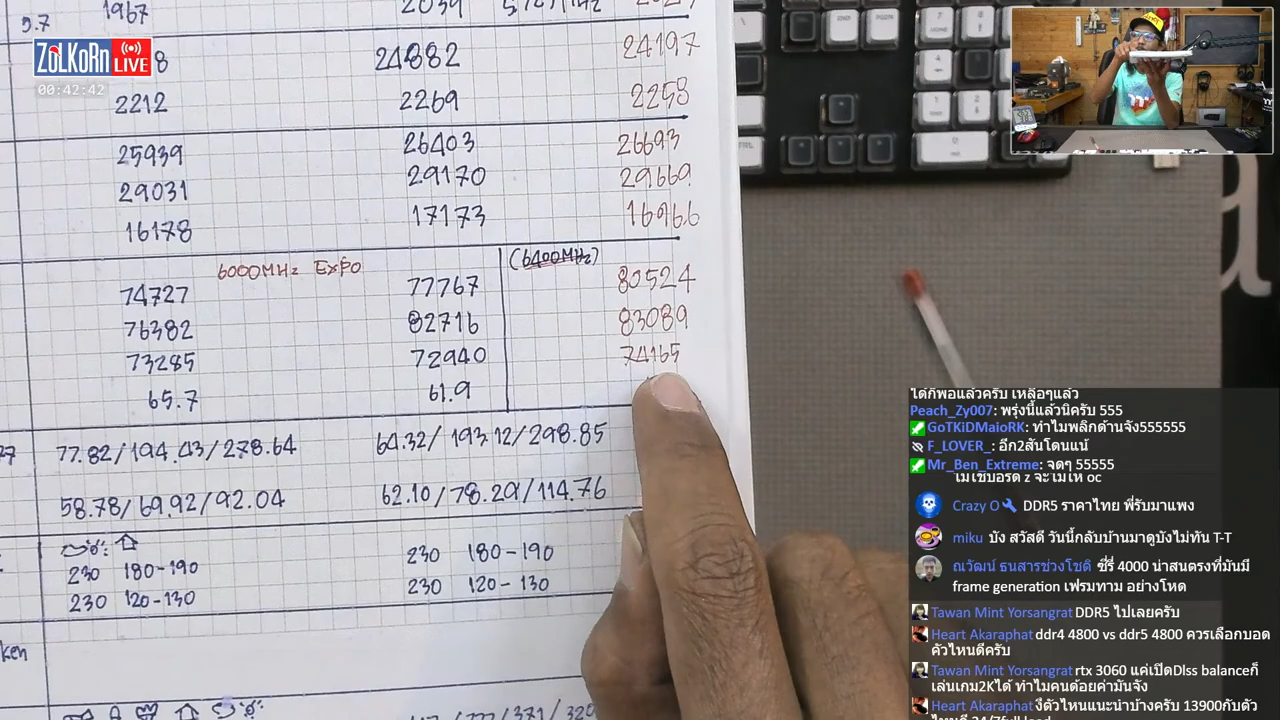 5.7 1967 2039
ZOLKORN LIVE
00:42:42
8 24882 24197
2212 2269 2258
25939 26403 26693
29031 29170 29669
16178 17173 16966
6000MHz Expo (6400MHz)
74727 77767 80524
76382 82716 83089
73285 72940 74165
65.7 61.9
77.82/194.43/278.64 64.32/193.12/298.85
58.78/69.92/92.04 62.10/78.29/114.76
230 180-190 230 180-190
230 120-130 230 120-130
ken
ได้ก็พอแล้วครับ เหลือๆแล้ว
Peach_Zy007: พรุ่งนี้แล้วนิครับ 555
GoTKiDMaioRK: ทำไมพลิกด้านจัง555555
F_LOVER_: อีก2สันโดนแน้
Mr_Ben_Extreme: จดๆ 55555
oc
Crazy O🔧 DDR5 ราคาไทย พี่รับมาแพง
miku บัง สวัสดี วันนี้กลับบ้านมาดูบังไม่ทัน T-T
ณวัฒน์ ธนสารช่วงโชติ ซี่รี่ 4000 น่าสนตรงที่มันมี
frame generation เฟรมทาม อย่างโหด
Tawan Mint Yorsangrat DDR5 ไปเลยครับ
Heart Akaraphat ddr4 4800 vs ddr5 4800 ควรเลือกบอด
คัวไหนดีครับ
Tawan Mint Yorsangrat rtx 3060 แค่เปิดDlss balanceก็
เล่นเกม2Kได้ ทำไมคนด้อยค่ามันจัง
Heart Akaraphat งี้ตัวไหนแนะนำบ้างครับ 13900กับตัว